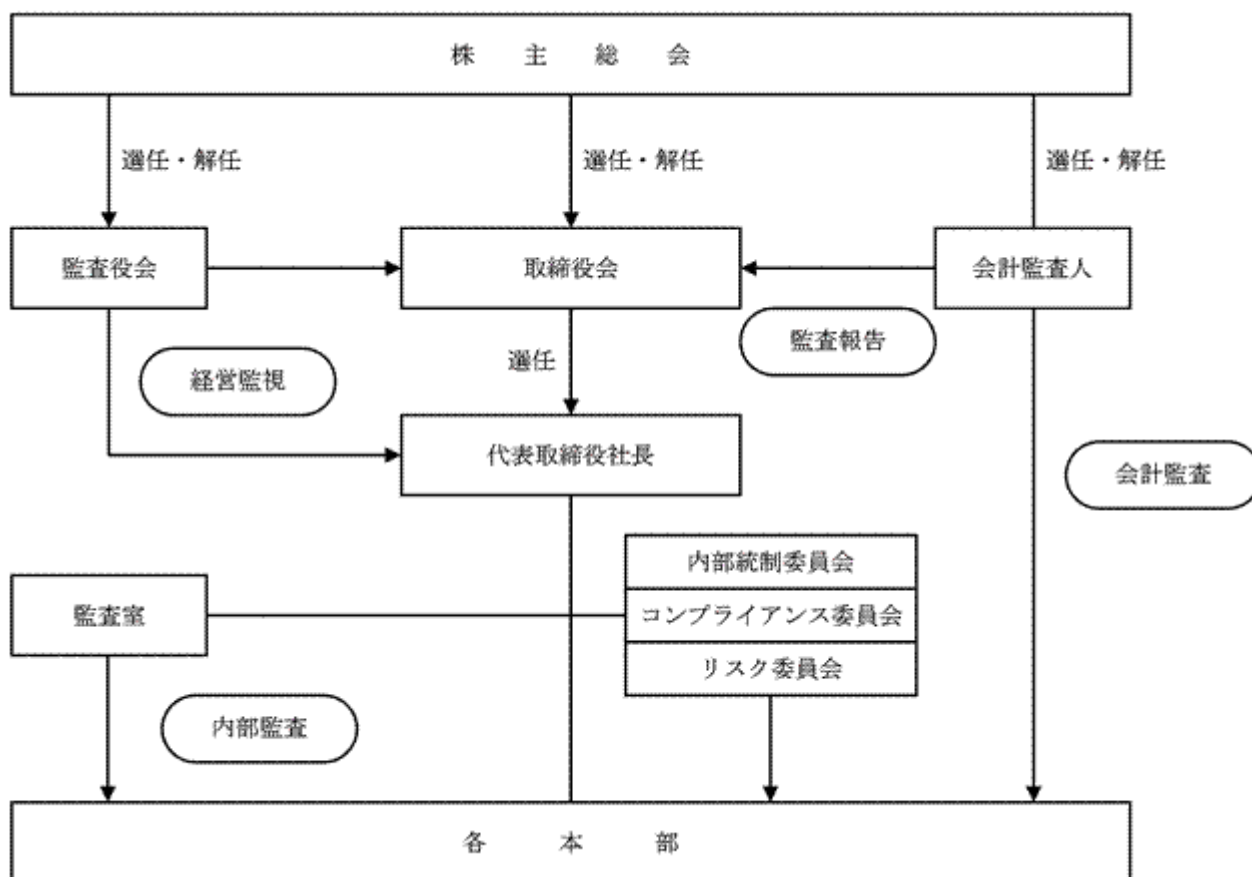 株主総会
選任・解任
選任・解任
選任・解任
監査役会
取締役会
会計監査人
監査報告
経営監視
選任
代表取締役社長
会計監査
内部統制委員会
監査室
コンプライアンス委員会
リスク委員会
内部監査
各本部